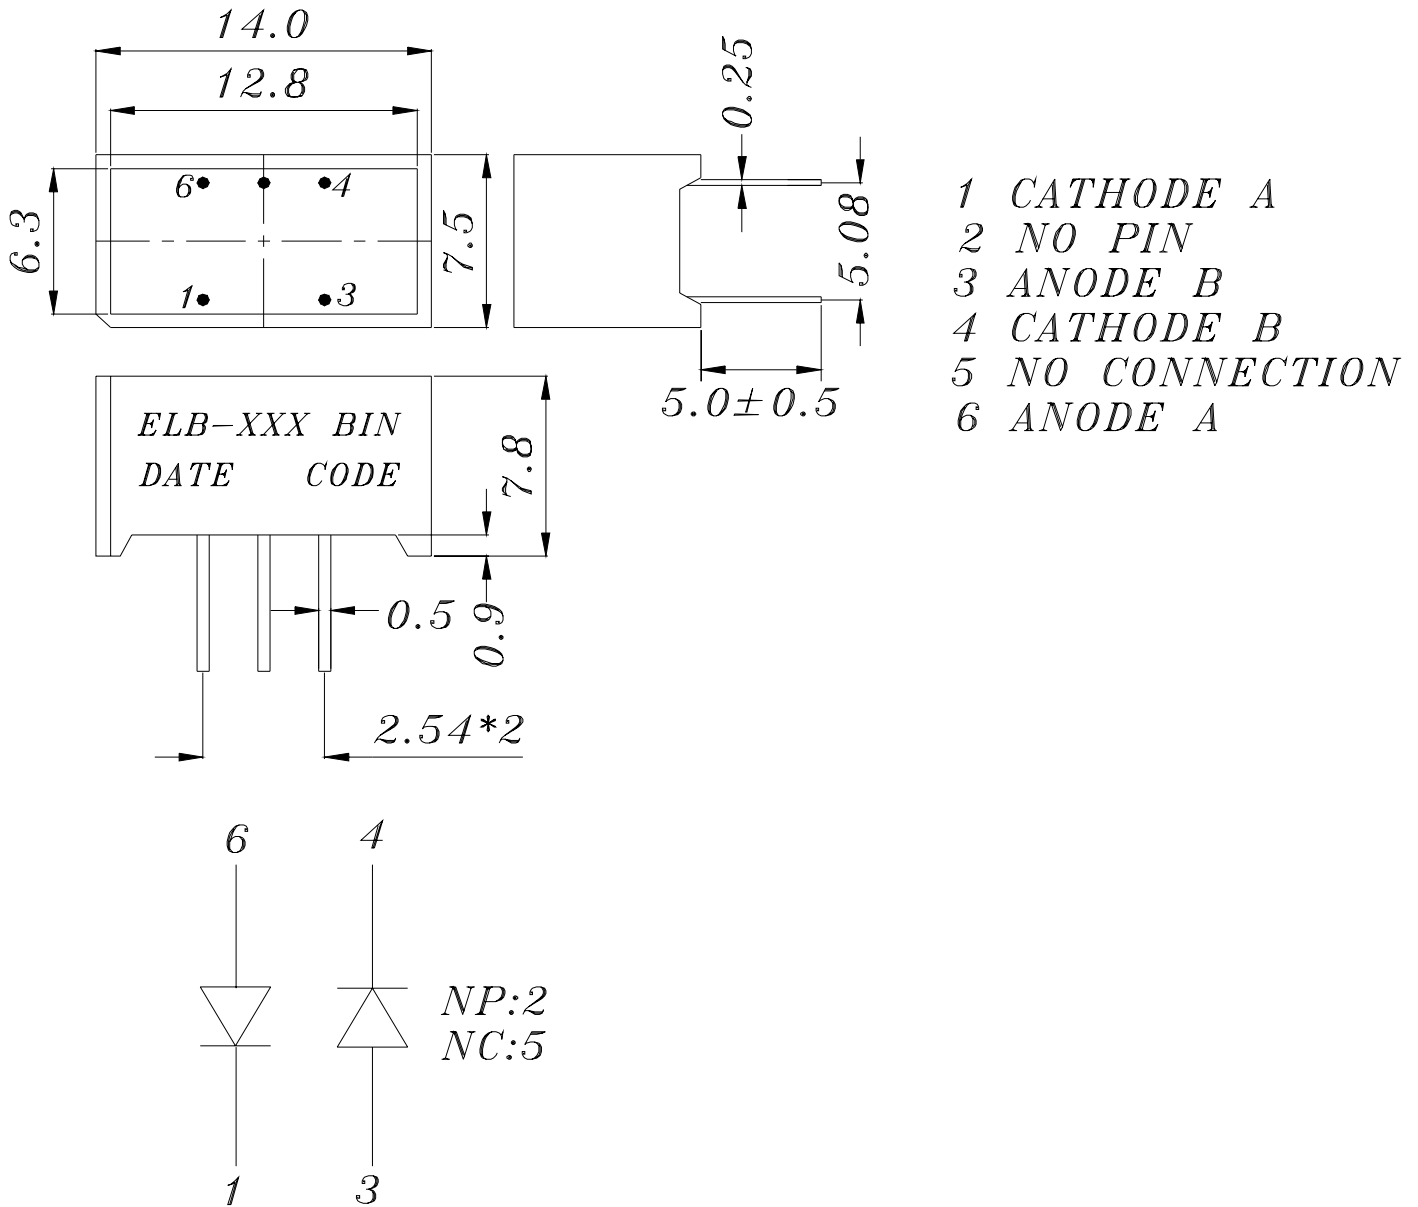 14.0
12.8
0.25
6
4
6.3
7.5
5.08
1
3
5.0±0.5
1 CATHODE A
2 NO PIN
3 ANODE B
4 CATHODE B
5 NO CONNECTION
6 ANODE A
ELB-XXX BIN
DATE CODE
7.8
0.5
0.9
2.54*2
6
4
NP:2
NC:5
1
3